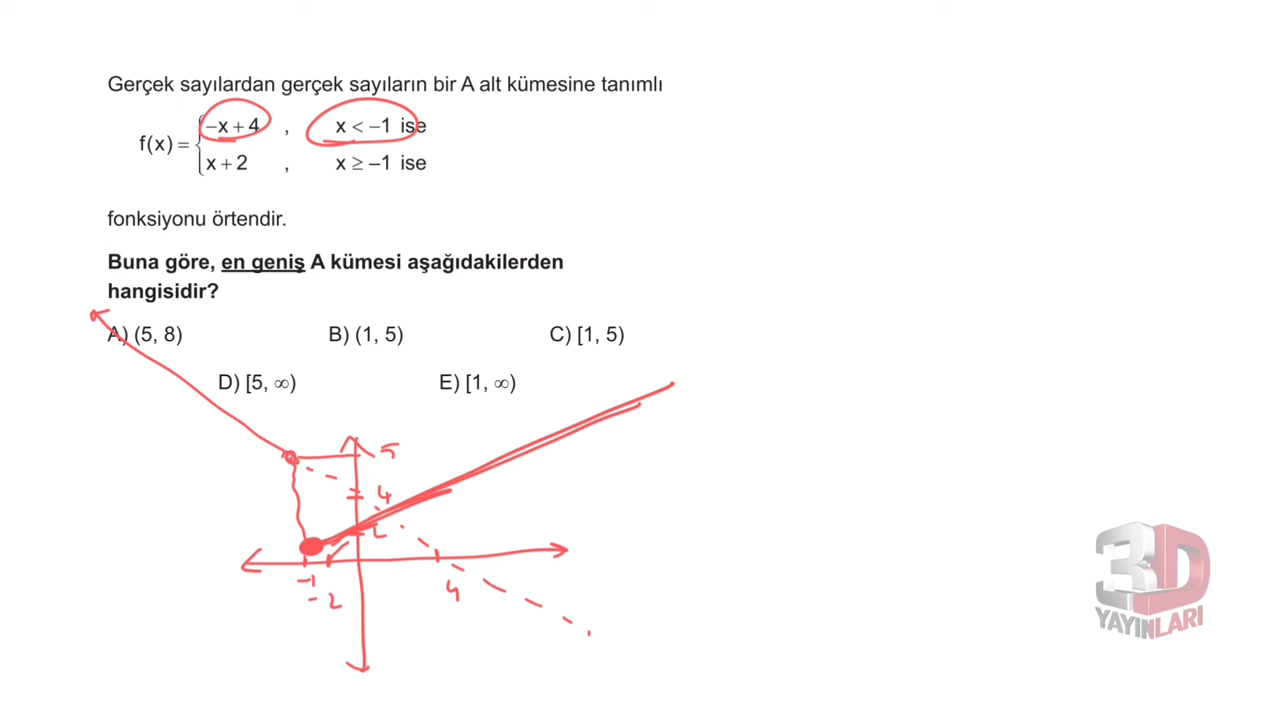 Gerçek sayılardan gerçek sayıların bir A alt kümesine tanımlı
f(x) = { –x + 4 , x < –1 ise
x + 2 , x ≥ –1 ise
fonksiyonu örtendir.
Buna göre, en geniş A kümesi aşağıdakilerden
hangisidir?
A) (5, 8) B) (1, 5) C) [1, 5)
D) [5, ∞) E) [1, ∞)
5
4
2
–1
–2
4
3D
YAYINLARI